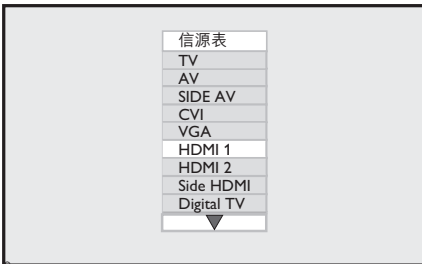 信源表
TV
AV
SIDE AV
CVI
VGA
HDMI 1
HDMI 2
Side HDMI
Digital TV